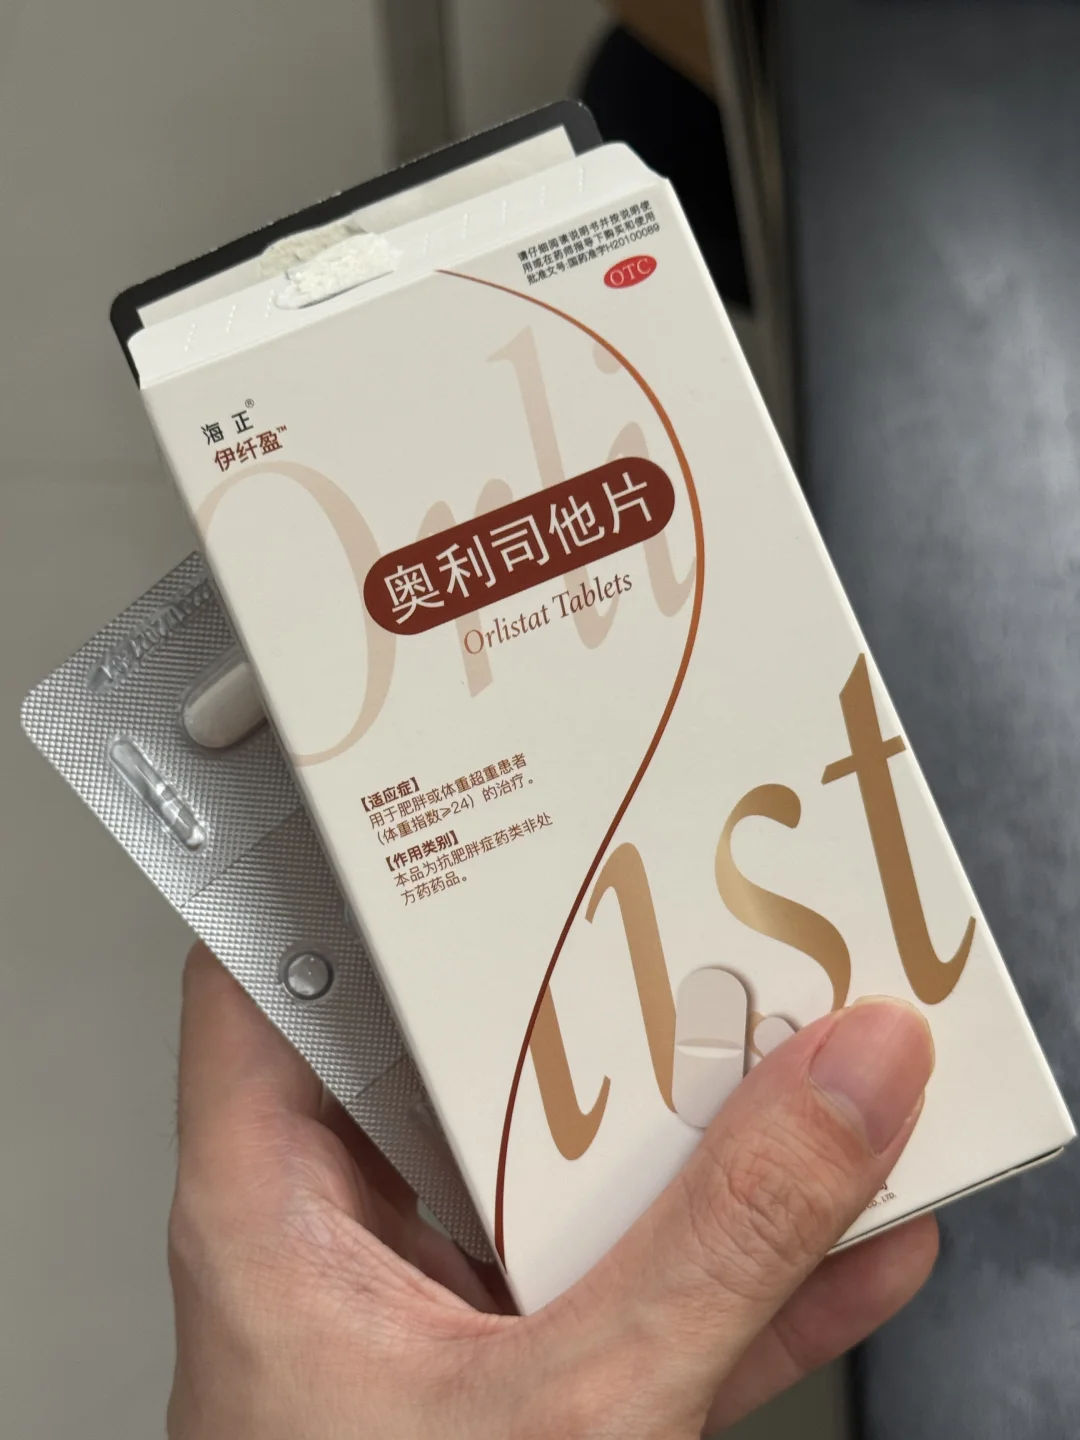 请仔细阅读说明书并按说明使
用或在药师指导下购买和使用
批准文号:国药准字H20100089
OTC
海正®
伊纤盈™
Orli
奥利司他片
Orlistat Tablets
【适应症】
用于肥胖或体重超重患者
（体重指数≥24）的治疗。
【作用类别】
本品为抗肥胖症药类非处
方药药品。
ist
CO., LTD.